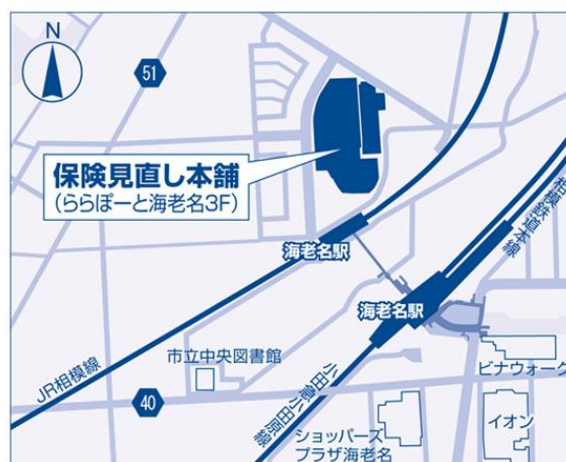 N
51
保険見直し本舗
(ららぽーと海老名3F)
海老名駅
相模鉄道本線
海老名駅
市立中央図書館
ビナウォーク
JR相模線
40
小田急小田原線
イオン
ショッパーズ
プラザ海老名